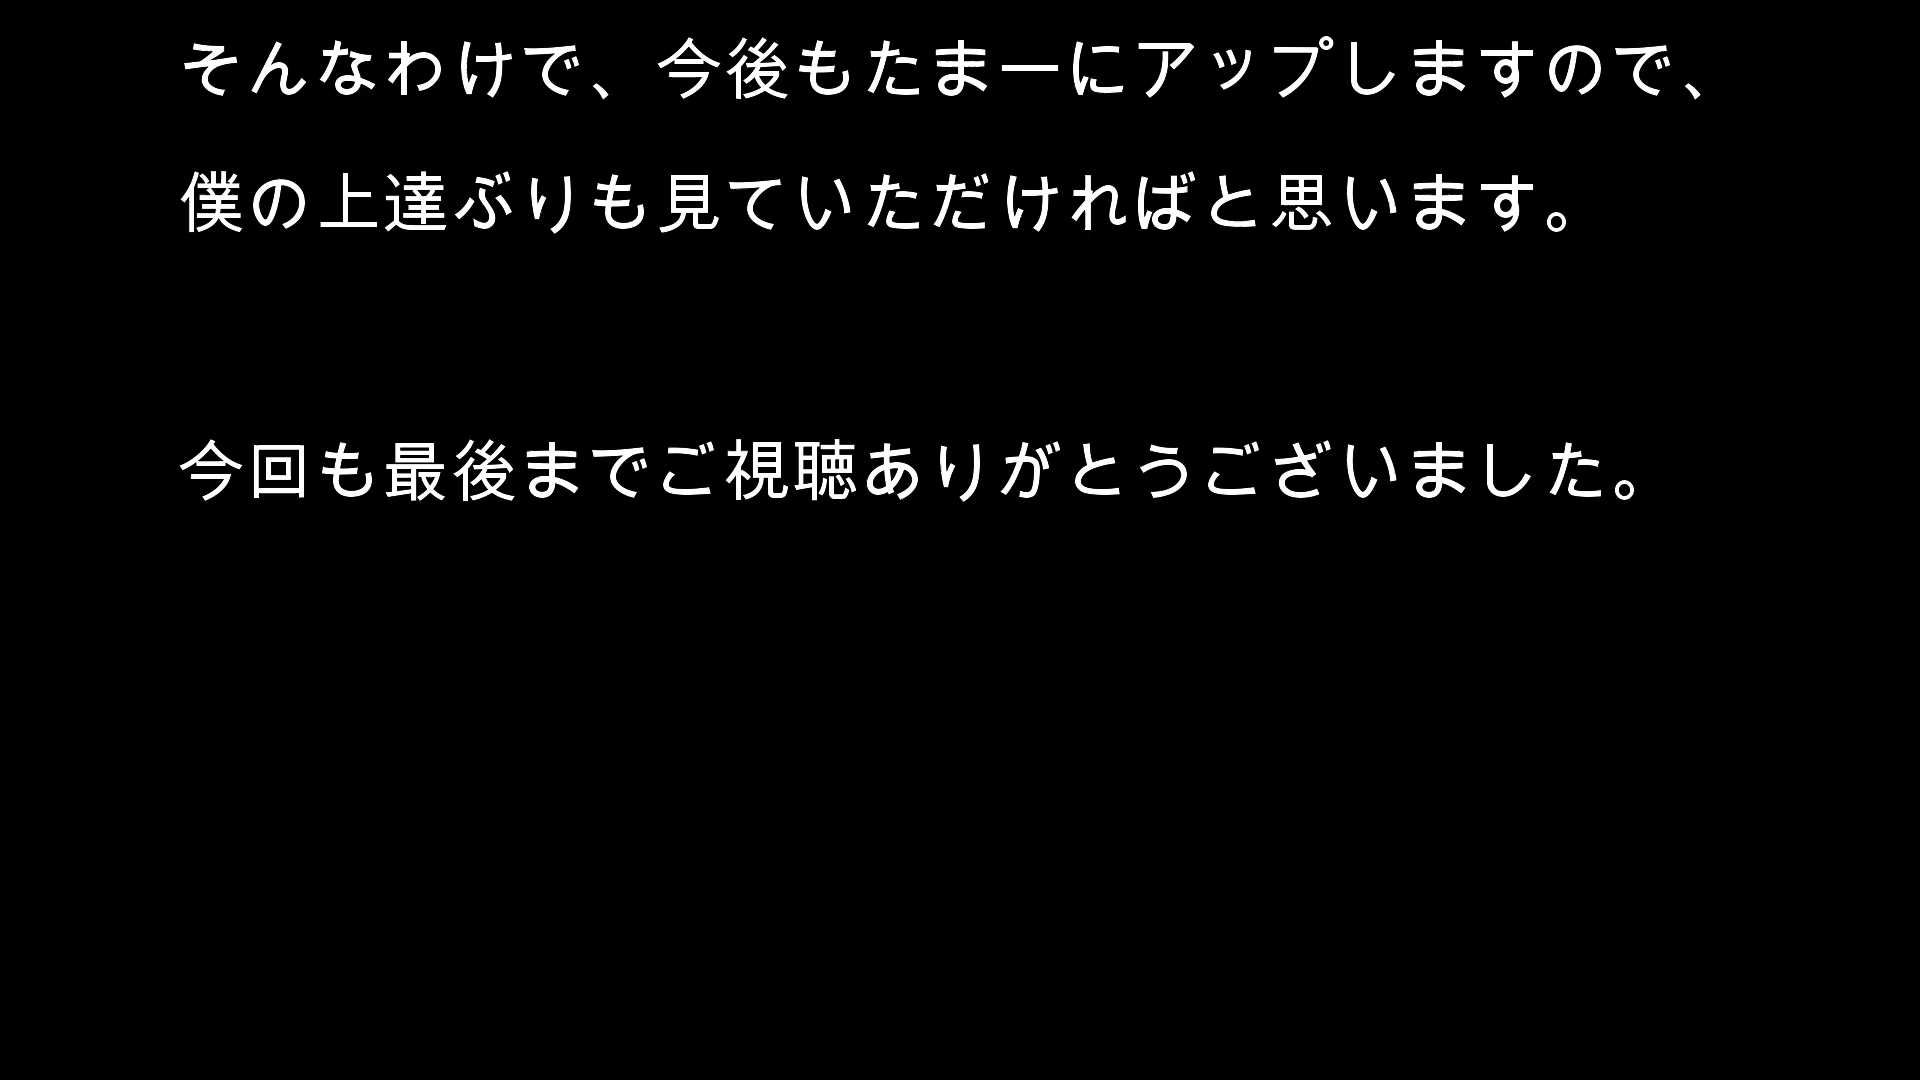 そんなわけで、今後もたまーにアップしますので、
僕の上達ぶりも見ていただければと思います。
今回も最後までご視聴ありがとうございました。